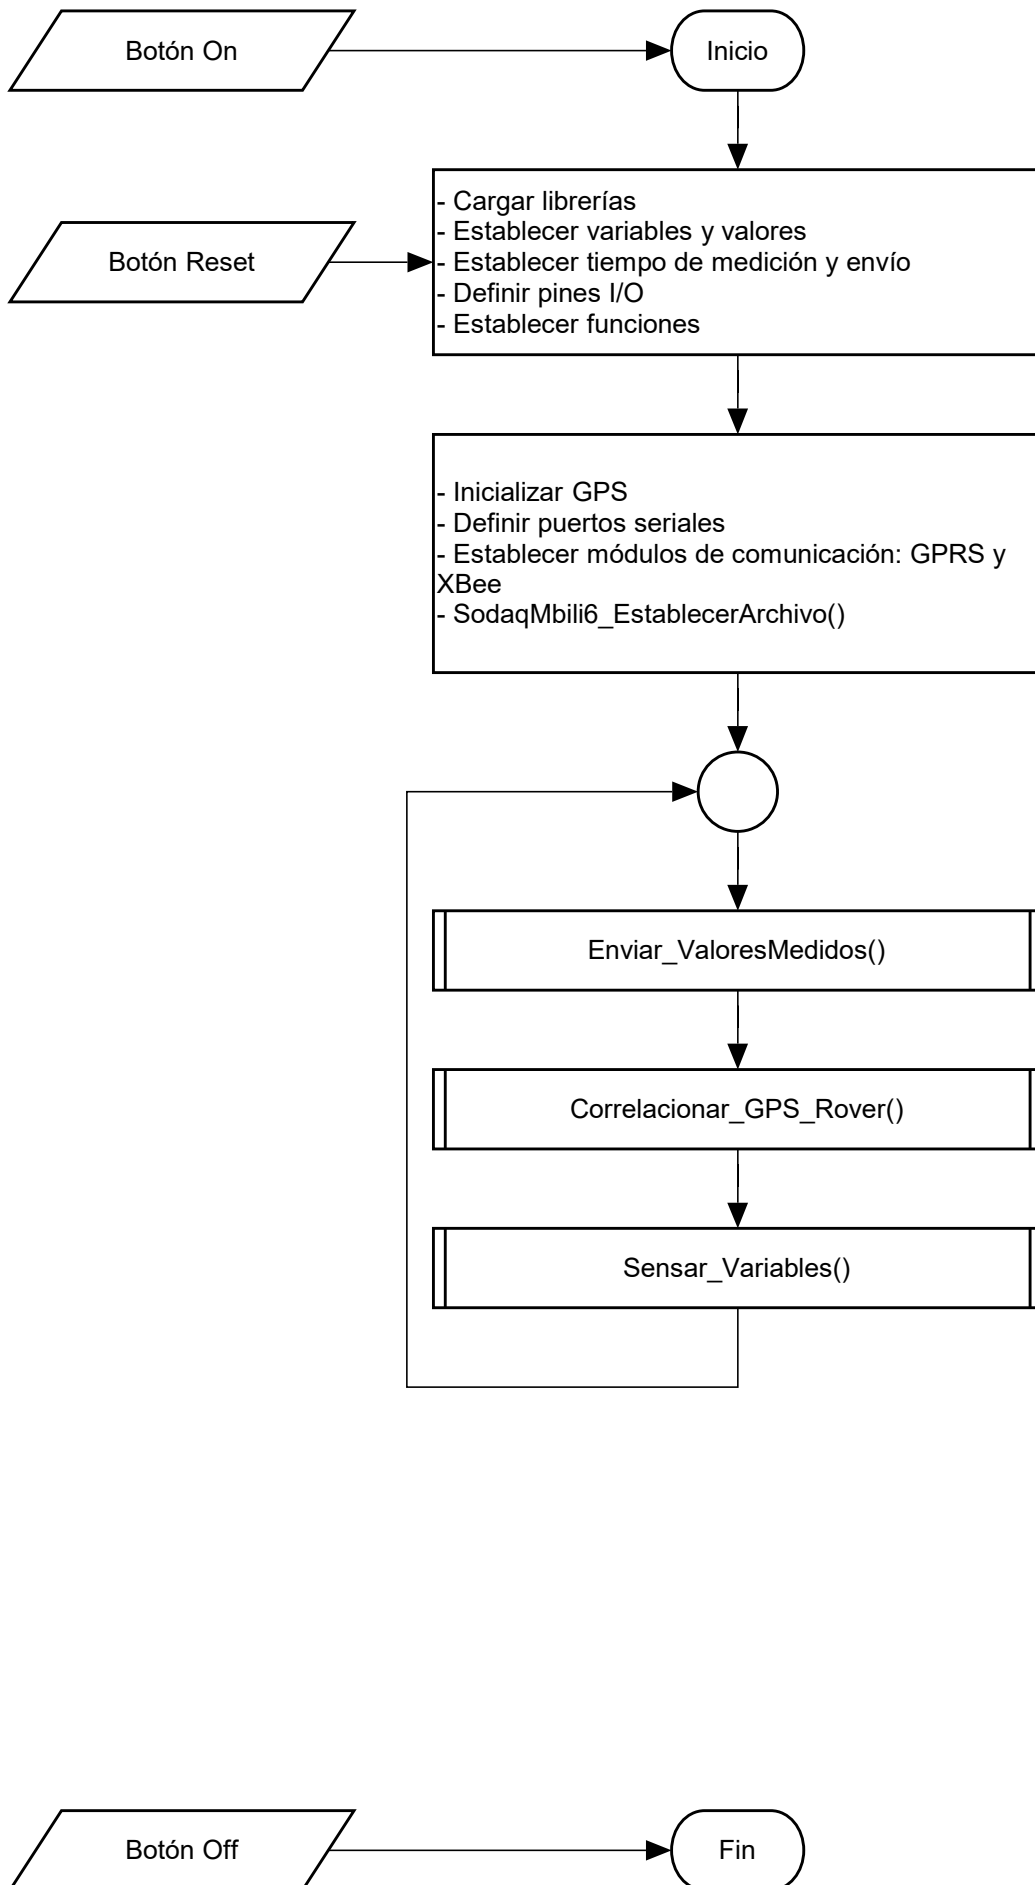 Botón On
Inicio
- Cargar librerías
- Establecer variables y valores
- Establecer tiempo de medición y envío
- Definir pines I/O
- Establecer funciones
Botón Reset
- Inicializar GPS
- Definir puertos seriales
- Establecer módulos de comunicación: GPRS y
XBee
- SodaqMbili6_EstablecerArchivo()
Enviar_ValoresMedidos()
Correlacionar_GPS_Rover()
Sensar_Variables()
Botón Off
Fin